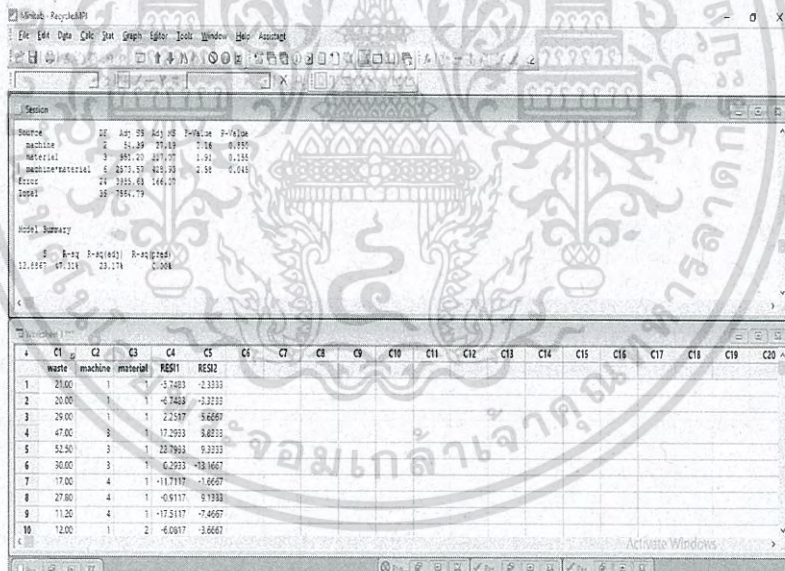 Minitab - Recycle.MPJ
File Edit Data Calc Stat Graph Editor Tools Window Help Assistant
Session
Source DF Adj SS Adj MS F-Value P-Value
machine 2 54.39 27.19 0.16 0.850
material 3 951.20 317.07 1.91 0.155
machine*material 6 2573.57 428.93 2.58 0.045
Error 24 166.07
Total 35 7564.79
Model Summary
S R-sq R-sq(adj) R-sq(pred)
12.8867 47.31% 23.17% 0.00%
C1 C2 C3 C4 C5 C6 C7 C8 C9 C10 C11 C12 C13 C14 C15 C16 C17 C18 C19 C20
waste machine material RESI1 RESI2
1 21.00 1 1 -5.7483 -2.3333
2 20.00 1 1 -6.7483 -3.3333
3 29.00 1 1 2.2517 5.6667
4 47.00 3 1 17.2933 3.8333
5 52.50 3 1 22.7933 9.3333
6 30.00 3 1 0.2933 -13.1667
7 17.00 4 1 -11.7117 -1.6667
8 27.80 4 1 -0.9117 9.1333
9 11.20 4 1 -17.5117 -7.4667
10 12.00 1 2 -6.0817 -3.6667
Activate Windows